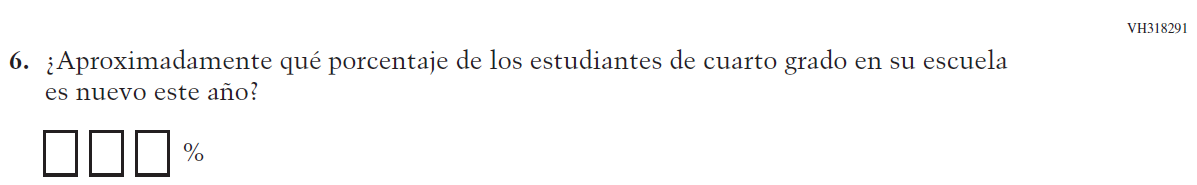 VH318291
6. ¿Aproximadamente qué porcentaje de los estudiantes de cuarto grado en su escuela
es nuevo este año?
%